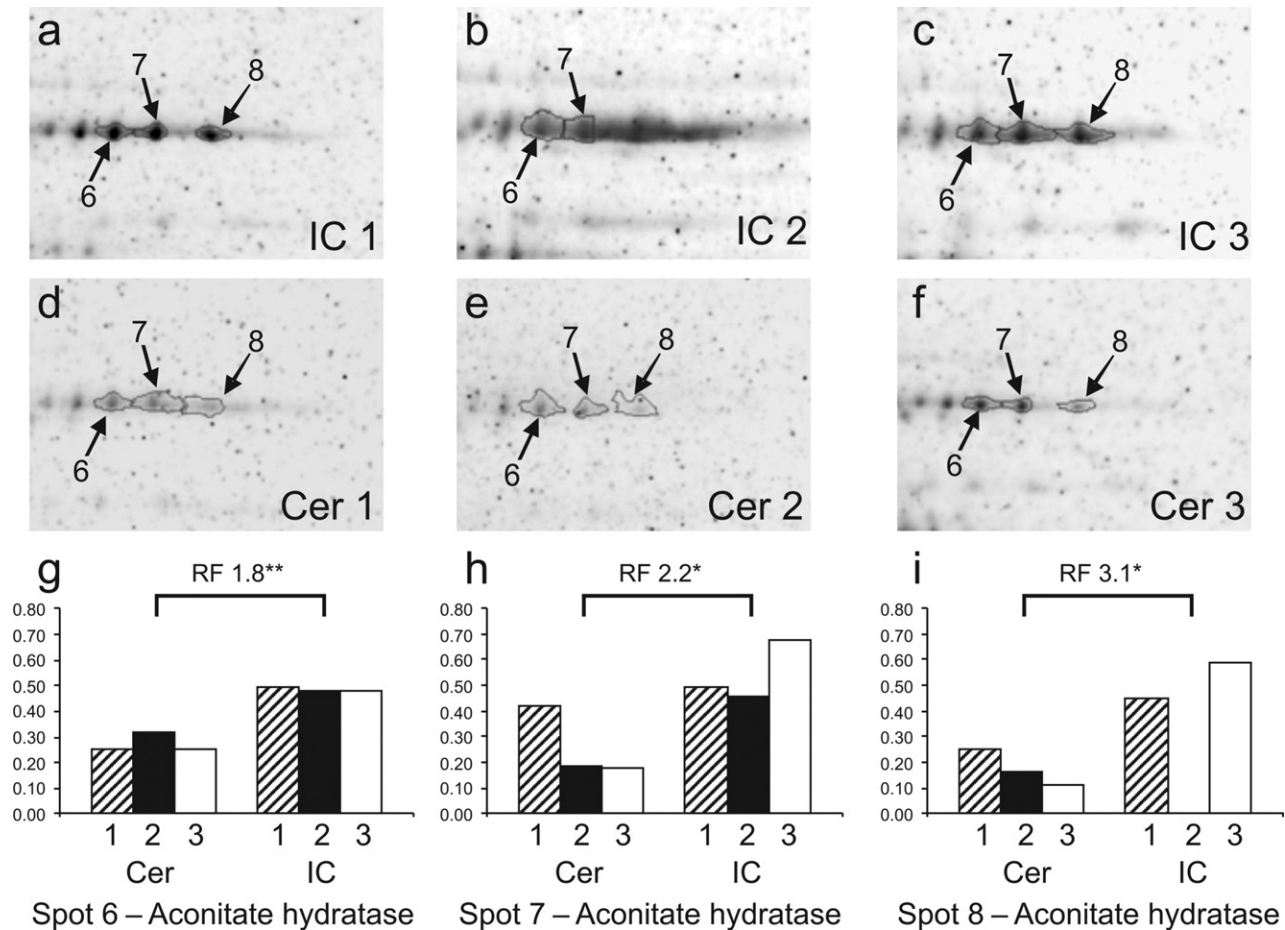 a
7
8
6
IC 1
b
7
6
IC 2
c
7
8
6
IC 3
d
7
8
6
Cer 1
e
7
8
6
Cer 2
f
7
8
6
Cer 3
g
RF 1.8**
0.80
0.70
0.60
0.50
0.40
0.30
0.20
0.10
0.00
1 2 3 1 2 3
Cer IC
Spot 6 – Aconitate hydratase
h
RF 2.2*
0.80
0.70
0.60
0.50
0.40
0.30
0.20
0.10
0.00
1 2 3 1 2 3
Cer IC
Spot 7 – Aconitate hydratase
i
RF 3.1*
0.80
0.70
0.60
0.50
0.40
0.30
0.20
0.10
0.00
1 2 3 1 2 3
Cer IC
Spot 8 – Aconitate hydratase